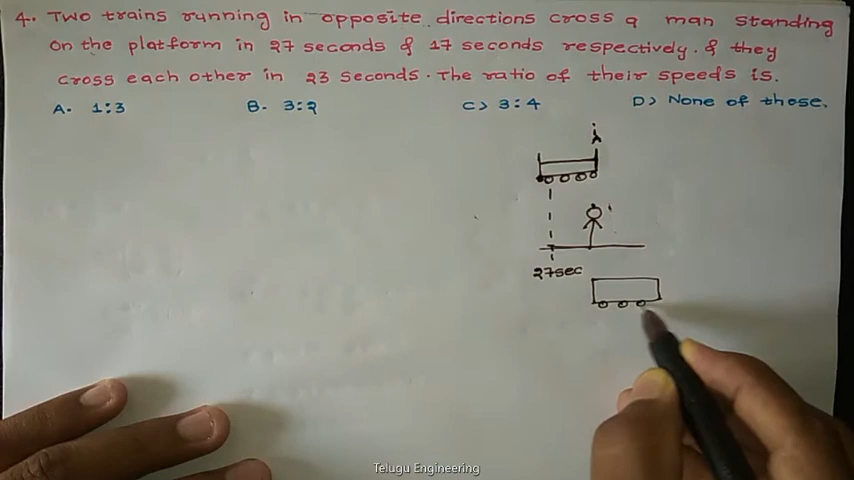 4. Two trains running in opposite directions cross a man standing
on the platform in 27 seconds & 17 seconds respectively. & they
cross each other in 23 seconds. The ratio of their speeds is.
A. 1:3 B. 3:2 C> 3:4 D> None of those.
27sec
Telugu Engineering